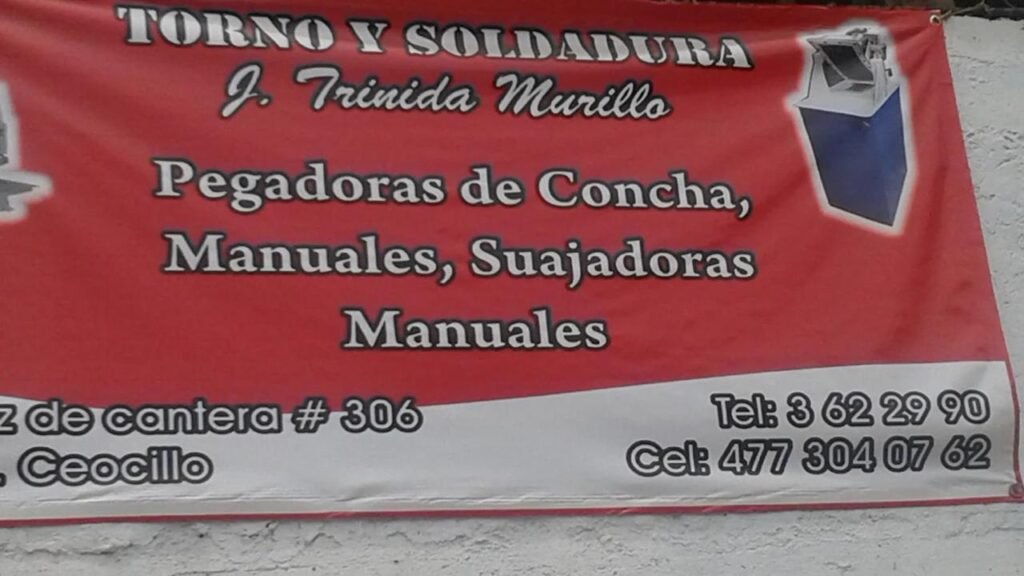 TORNO Y SOLDADURA
J. Trinida Murillo
Pegadoras de Concha,
Manuales, Suajadoras
Manuales
z de cantera # 306
. Ceocillo
Tel: 3 62 29 90
Cel: 477 304 07 62